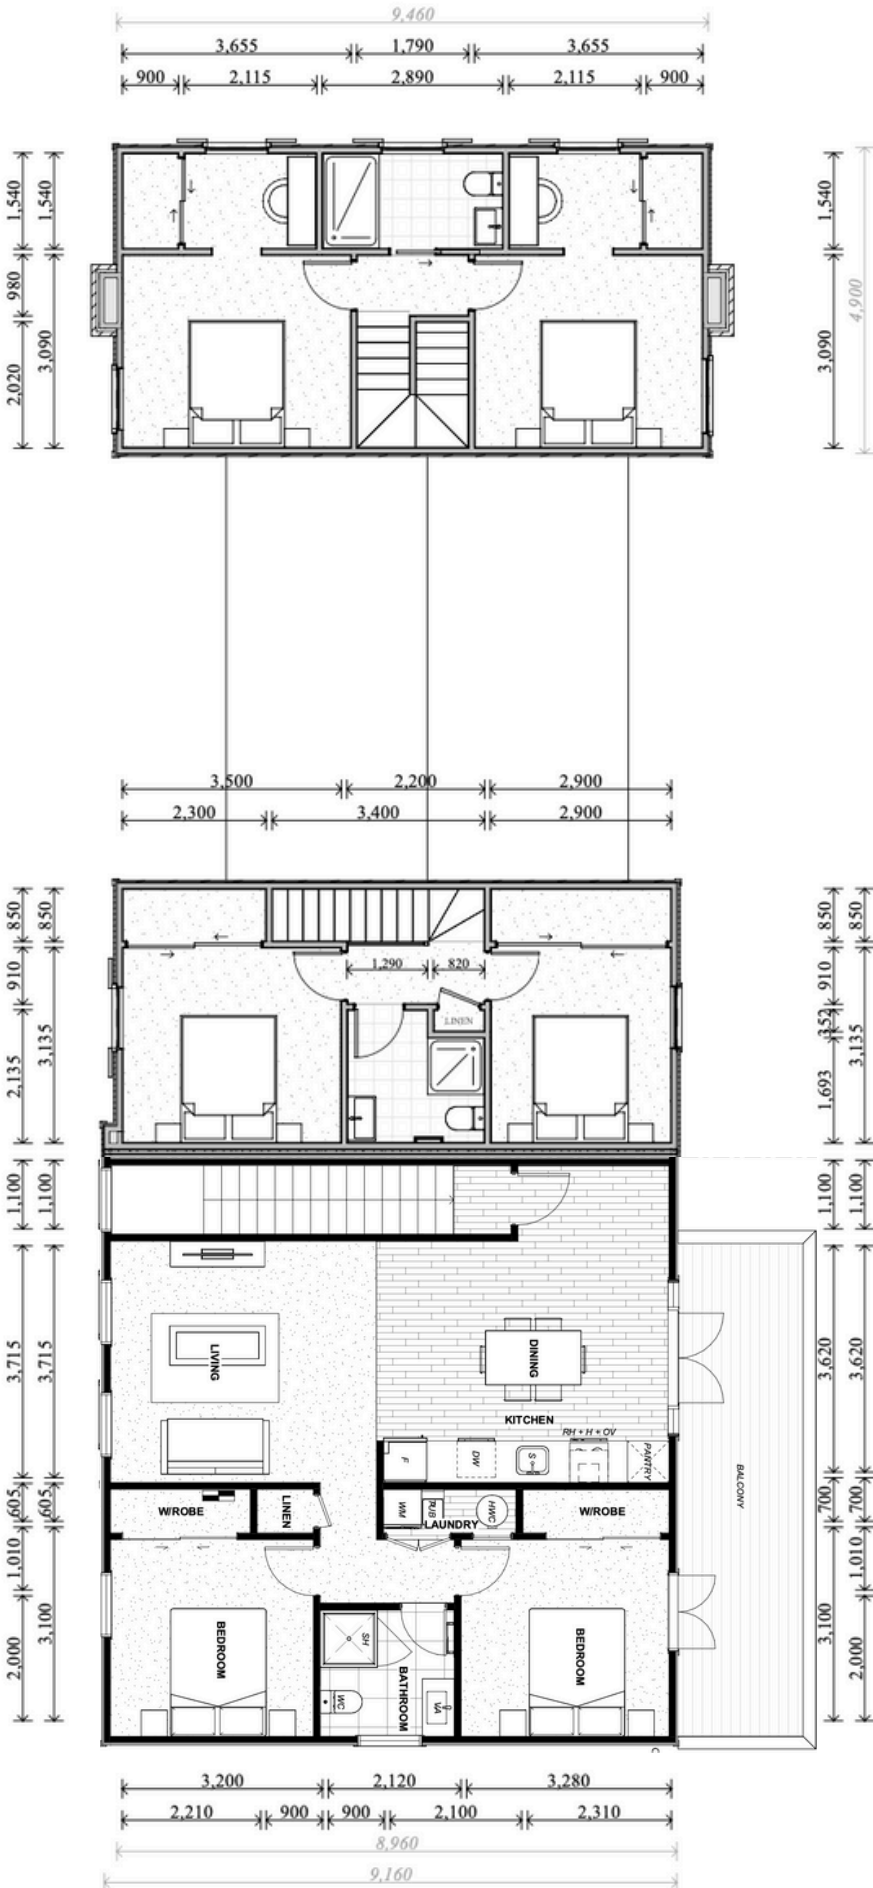 9,460
3,655 1,790 3,655
900 2,115 2,890 2,115 900
1,540 1,540 1,540
4,900
980 3,090 3,090
2,020
3,500 2,200 2,900
2,300 3,400 2,900
850 850 850 850
910 1,290 820 910
LINEN 352
2,135 3,135 1,693 3,135
1,100 1,100 1,100 1,100
3,715 3,715 LIVING DINING 3,620 3,620
KITCHEN
RH + H + OV
F DW S PANTRY
BALCONY
605 605 W/ROBE LINEN WM TUB HWC W/ROBE 700 700
LAUNDRY
1,010 1,010
3,100 BEDROOM BEDROOM 3,100
2,000 SH 2,000
BATHROOM
WC VA
3,200 2,120 3,280
2,210 900 900 2,100 2,310
8,960
9,160